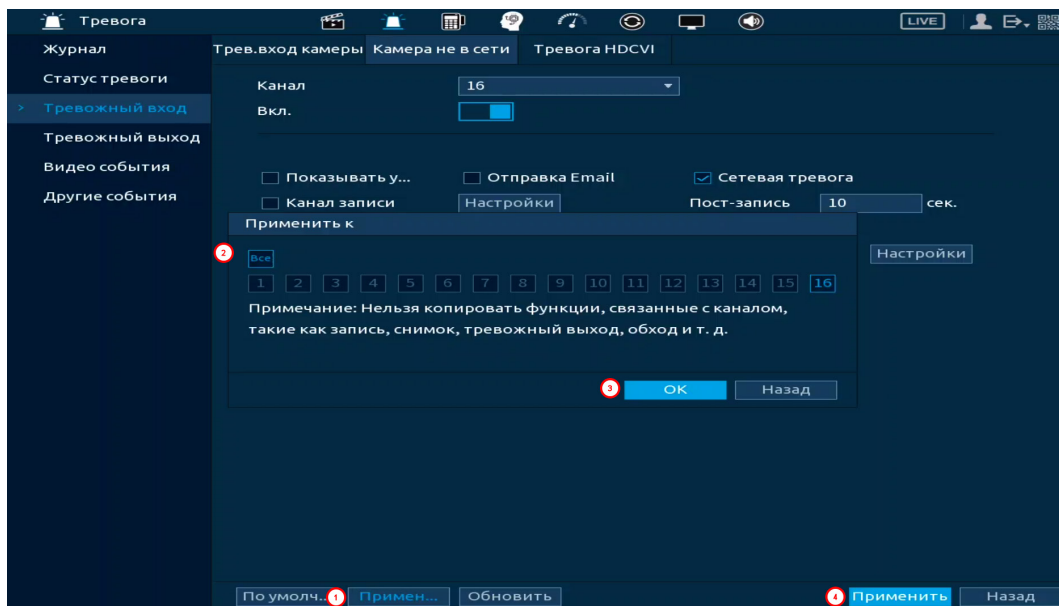 Тревога
LIVE
Журнал
Статус тревоги
Тревожный вход
Тревожный выход
Видео события
Другие события
Трев.вход камеры Камера не в сети Тревога HDCVI
Канал 16
Вкл.
Показывать у... Отправка Email Сетевая тревога
Канал записи Настройки Пост-запись 10 сек.
Применить к
Настройки
2 Все
1 2 3 4 5 6 7 8 9 10 11 12 13 14 15 16
Примечание: Нельзя копировать функции, связанные с каналом,
такие как запись, снимок, тревожный выход, обход и т. д.
3 OK Назад
По умолч.. 1 Примен... Обновить 4 Применить Назад